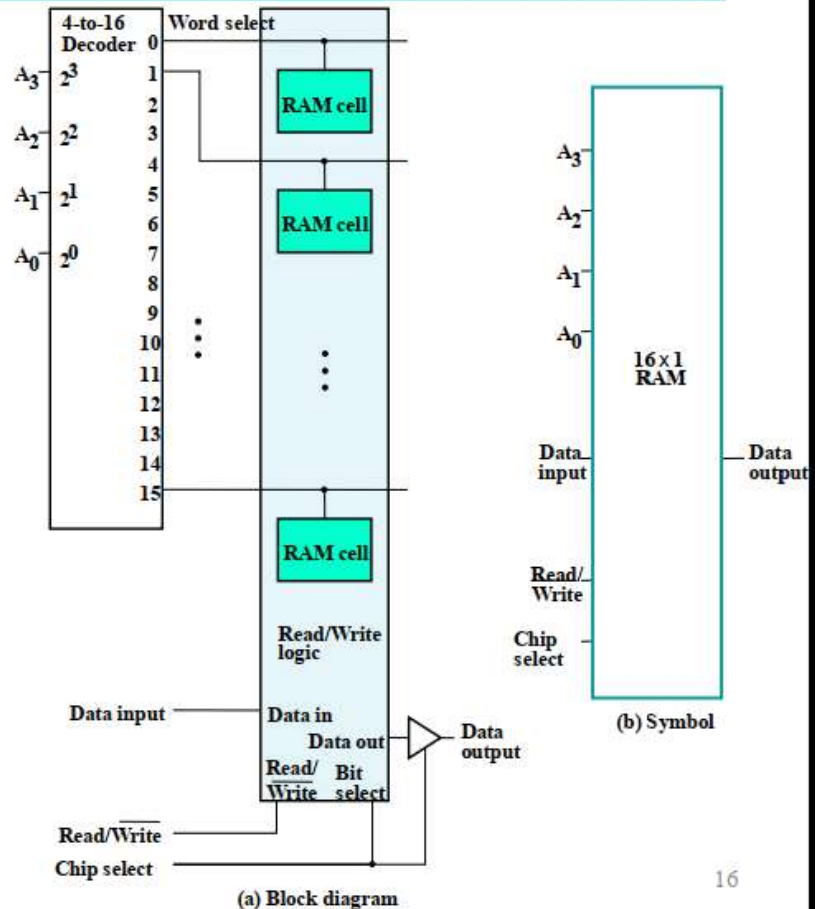 4-to-16
Decoder
Word select
A3
A2
A1
A0
2^3
2^2
2^1
2^0
0
1
2
3
4
5
6
7
8
9
10
11
12
13
14
15
RAM cell
RAM cell
RAM cell
Read/Write
logic
Data input
Data in
Data out
Data
output
Read/
Write
Bit
select
Read/Write
Chip select
(a) Block diagram
A3
A2
A1
A0
16 x 1
RAM
Data
input
Data
output
Read/
Write
Chip
select
(b) Symbol
16